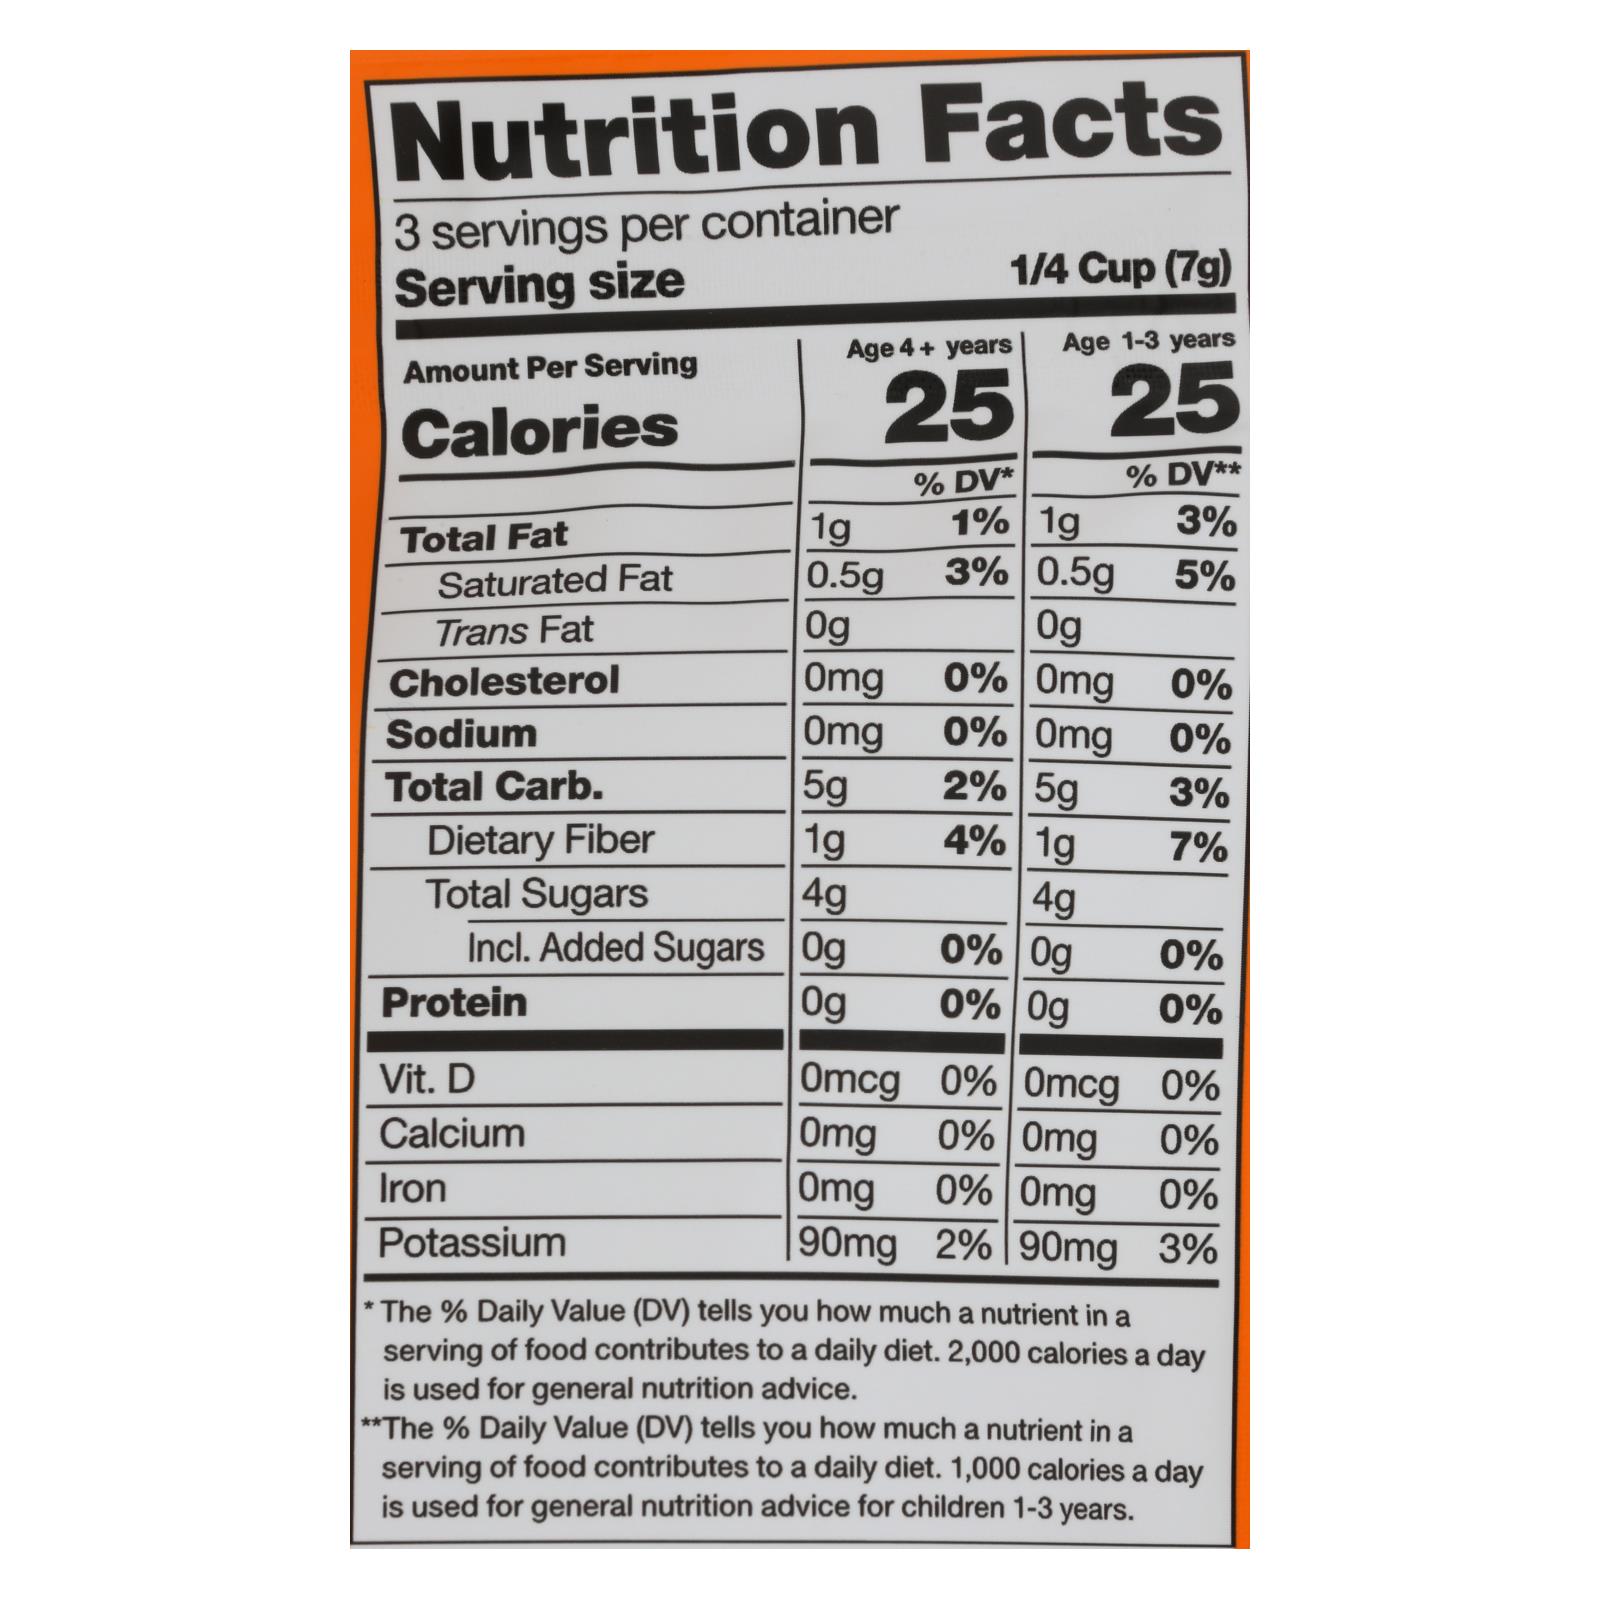 Nutrition Facts
3 servings per container
Serving size 1/4 Cup (7g)
Amount Per Serving Age 4+ years Age 1-3 years
Calories 25 25
% DV* % DV**
Total Fat 1g 1% 1g 3%
Saturated Fat 0.5g 3% 0.5g 5%
Trans Fat 0g 0g
Cholesterol 0mg 0% 0mg 0%
Sodium 0mg 0% 0mg 0%
Total Carb. 5g 2% 5g 3%
Dietary Fiber 1g 4% 1g 7%
Total Sugars 4g 4g
Incl. Added Sugars 0g 0% 0g 0%
Protein 0g 0% 0g 0%
Vit. D 0mcg 0% 0mcg 0%
Calcium 0mg 0% 0mg 0%
Iron 0mg 0% 0mg 0%
Potassium 90mg 2% 90mg 3%
* The % Daily Value (DV) tells you how much a nutrient in a
serving of food contributes to a daily diet. 2,000 calories a day
is used for general nutrition advice.
**The % Daily Value (DV) tells you how much a nutrient in a
serving of food contributes to a daily diet. 1,000 calories a day
is used for general nutrition advice for children 1-3 years.